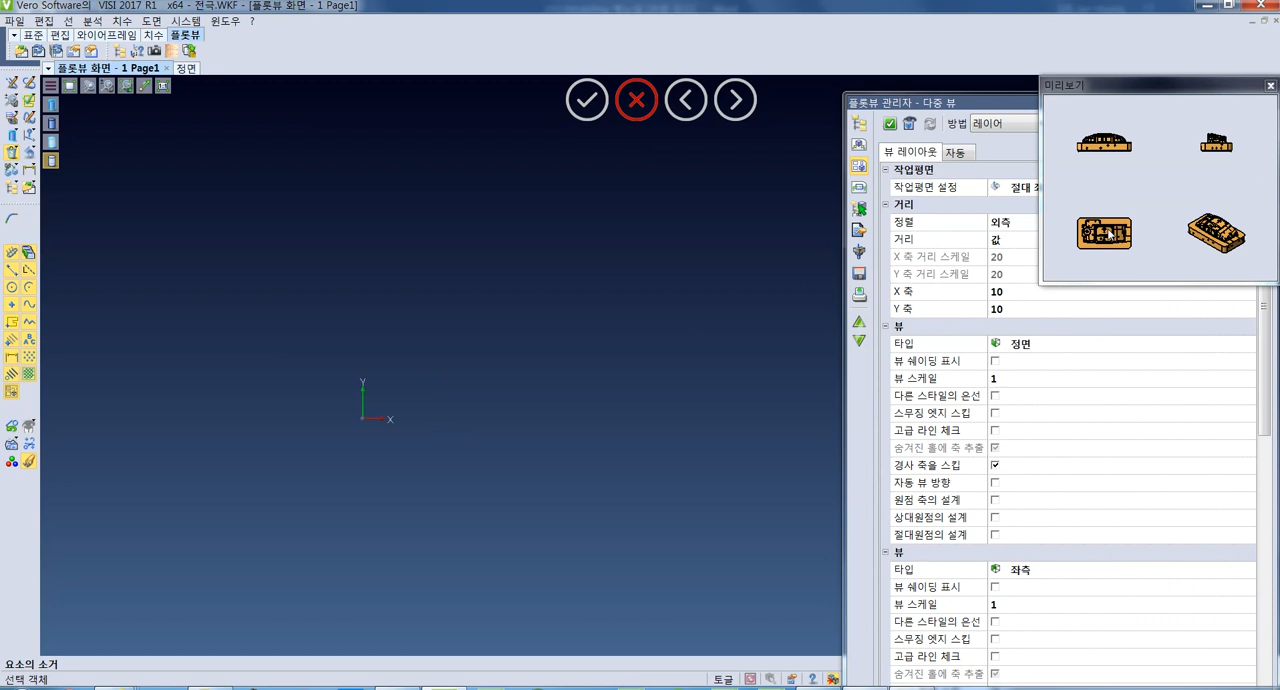 Vero Software의 VISI 2017 R1 x64 - 전극.WKF - [플롯뷰 화면 - 1 Page1]
파일 편집 선 분석 치수 도면 시스템 윈도우 ?
표준 편집 와이어프레임 치수 플롯뷰
플롯뷰 화면 - 1 Page1 × 정면
미리보기
플롯뷰 관리자 - 다중 뷰
방법 레이어
뷰 레이아웃 자동
작업평면
작업평면 설정 절대
거리
정렬 외측
거리 값
X 축 거리 스케일 20
Y 축 거리 스케일 20
X 축 10
Y 축 10
뷰
타입 정면
뷰 쉐이딩 표시
뷰 스케일 1
다른 스타일의 은선
스무징 엣지 스킵
고급 라인 체크
숨겨진 홀에 축 추출
경사 축을 스킵
자동 뷰 방향
원점 축의 설계
상대원점의 설계
절대원점의 설계
뷰
타입 좌측
뷰 쉐이딩 표시
뷰 스케일 1
다른 스타일의 은선
스무징 엣지 스킵
고급 라인 체크
숨겨진 홀에 축 추출
Y
X
요소의 소거
선택 객체
토글